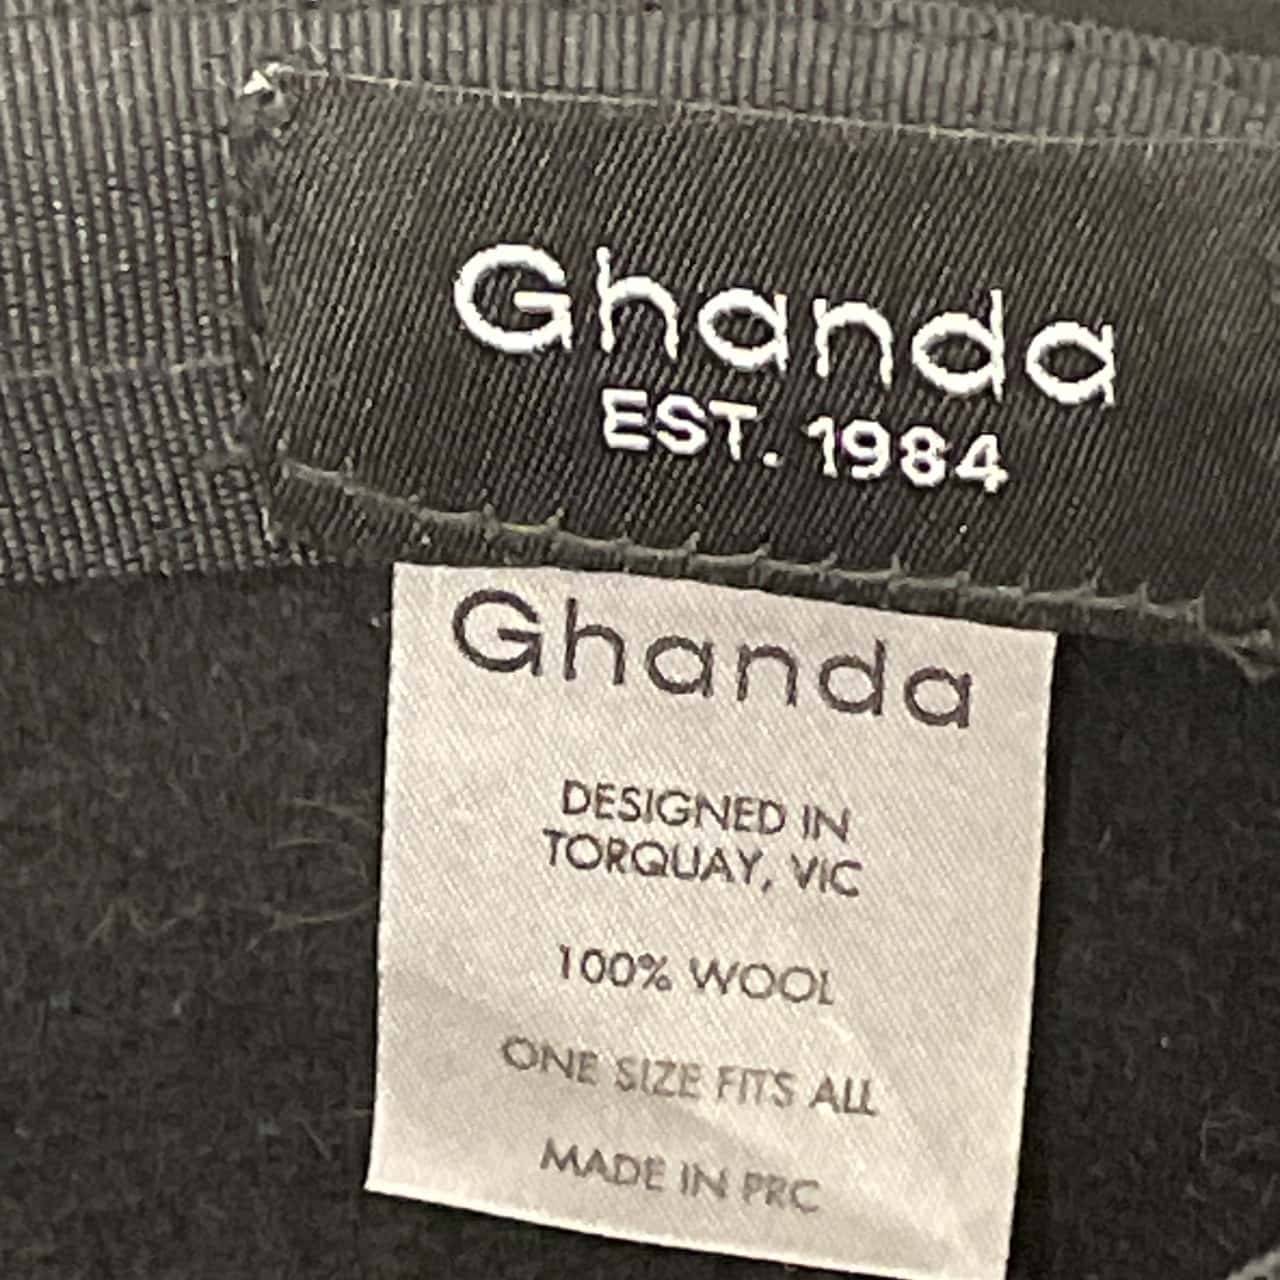 Ghanda
EST. 1984
Ghanda
DESIGNED IN
TORQUAY, VIC
100% WOOL
ONE SIZE FITS ALL
MADE IN PRC